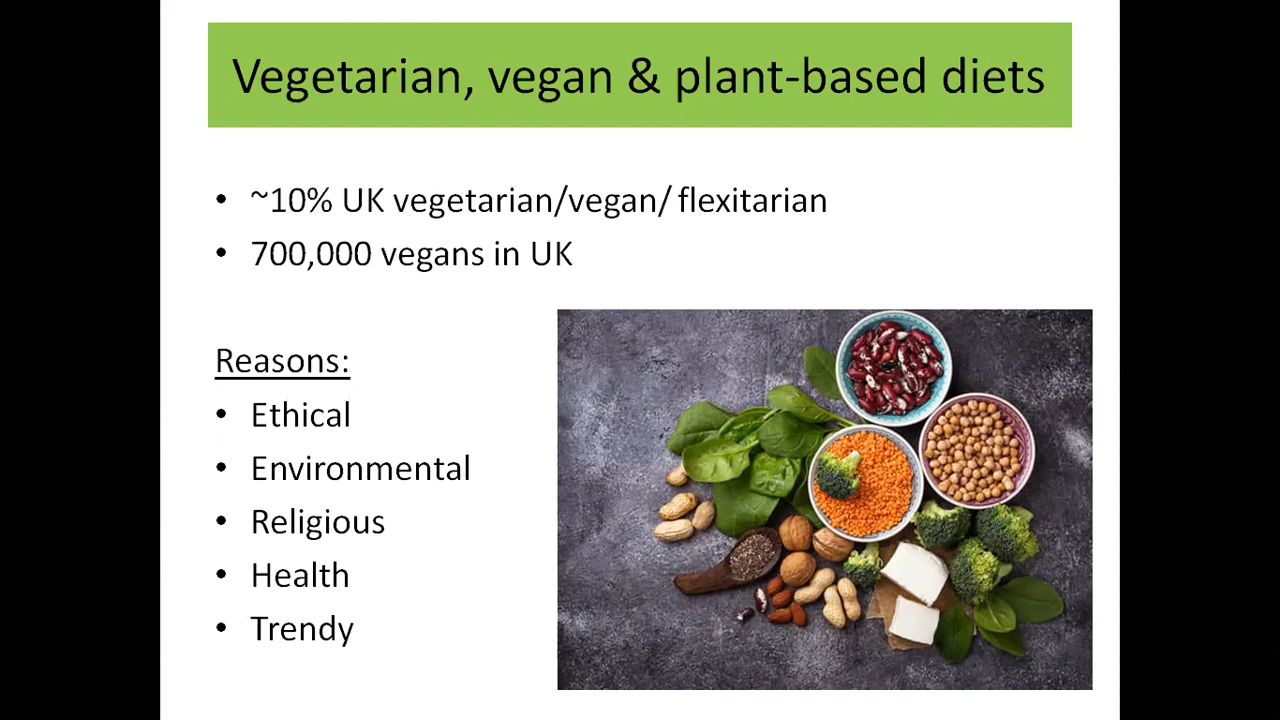 Vegetarian, vegan & plant-based diets
• ~10% UK vegetarian/vegan/ flexitarian
• 700,000 vegans in UK
Reasons:
• Ethical
• Environmental
• Religious
• Health
• Trendy